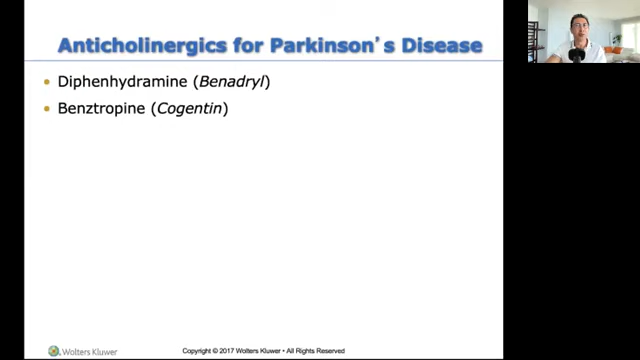 Anticholinergics for Parkinson’s Disease
• Diphenhydramine (Benadryl)
• Benztropine (Cogentin)
Wolters Kluwer
Copyright © 2017 Wolters Kluwer • All Rights Reserved